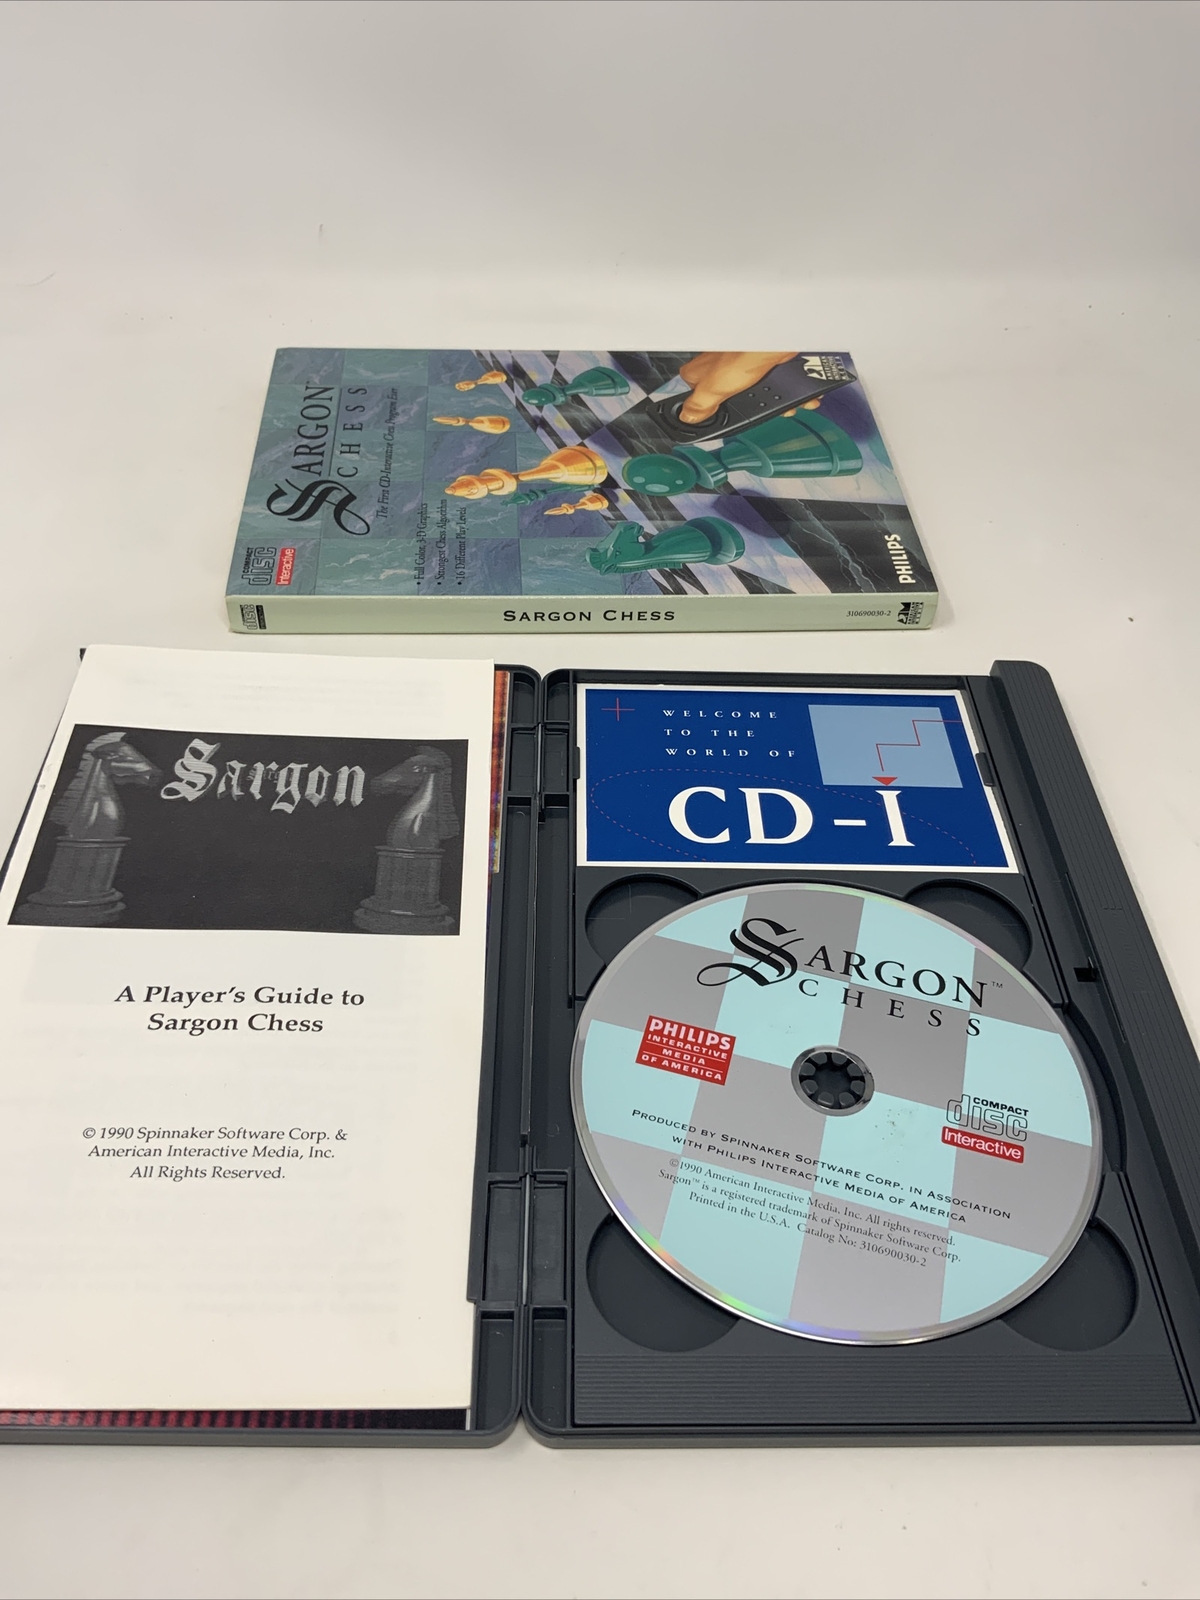 SARGON™
CHESS
The First CD-Interactive Chess Program Ever
• Full Color, 3-D Graphics
• Strongest Chess Algorithm
• 16 Different Play Levels
COMPACT
disc
Interactive
PHILIPS
SARGON CHESS
310690030-2
Sargon
A Player's Guide to
Sargon Chess
© 1990 Spinnaker Software Corp. &
American Interactive Media, Inc.
All Rights Reserved.
WELCOME
TO THE
WORLD OF
CD-I
SARGON™
CHESS
PHILIPS
INTERACTIVE
MEDIA
OF AMERICA
COMPACT
disc
Interactive
PRODUCED BY SPINNAKER SOFTWARE CORP. IN ASSOCIATION
WITH PHILIPS INTERACTIVE MEDIA OF AMERICA
©1990 American Interactive Media, Inc. All rights reserved.
Sargon™ is a registered trademark of Spinnaker Software Corp.
Printed in the U.S.A. Catalog No: 310690030-2